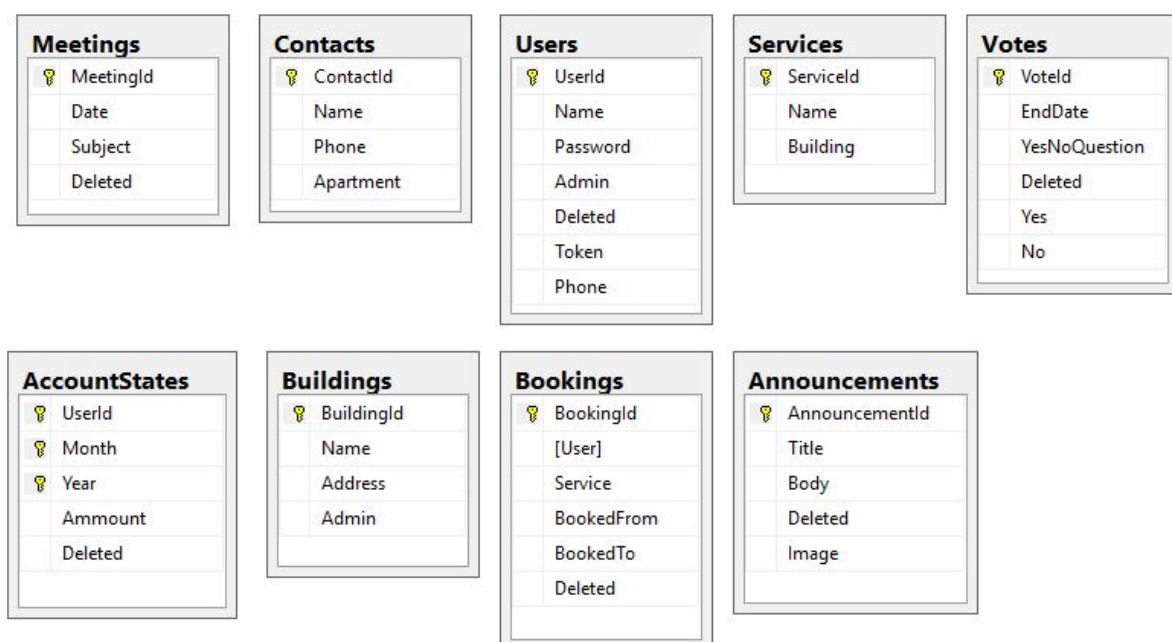 Meetings
MeetingId
Date
Subject
Deleted
Contacts
ContactId
Name
Phone
Apartment
Users
UserId
Name
Password
Admin
Deleted
Token
Phone
Services
ServiceId
Name
Building
Votes
VoteId
EndDate
YesNoQuestion
Deleted
Yes
No
AccountStates
UserId
Month
Year
Ammount
Deleted
Buildings
BuildingId
Name
Address
Admin
Bookings
BookingId
[User]
Service
BookedFrom
BookedTo
Deleted
Announcements
AnnouncementId
Title
Body
Deleted
Image